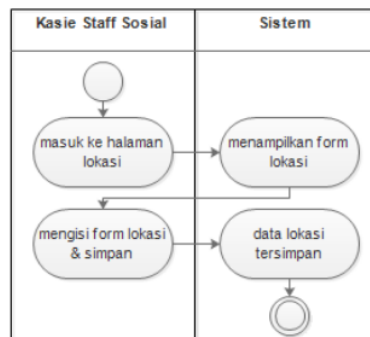 Kasie Staff Sosial
Sistem
masuk ke halaman
lokasi
menampilkan form
lokasi
mengisi form lokasi
& simpan
data lokasi
tersimpan